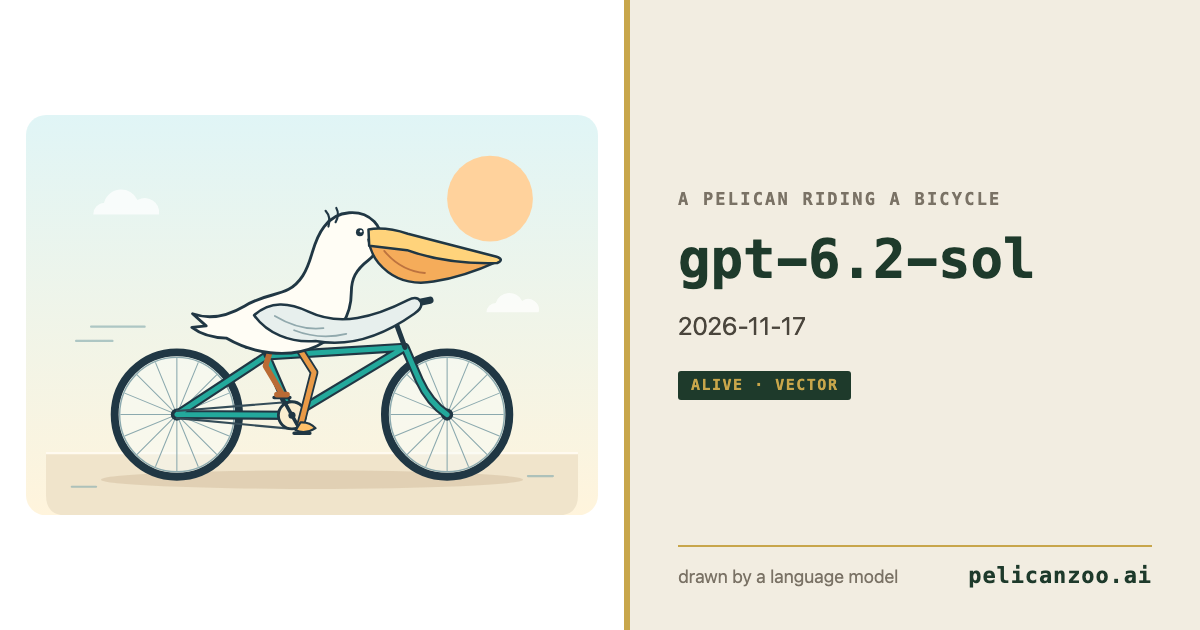 A PELICAN RIDING A BICYCLE
gpt-6.2-sol
2026-11-17
ALIVE · VECTOR
drawn by a language model
pelicanzoo.ai